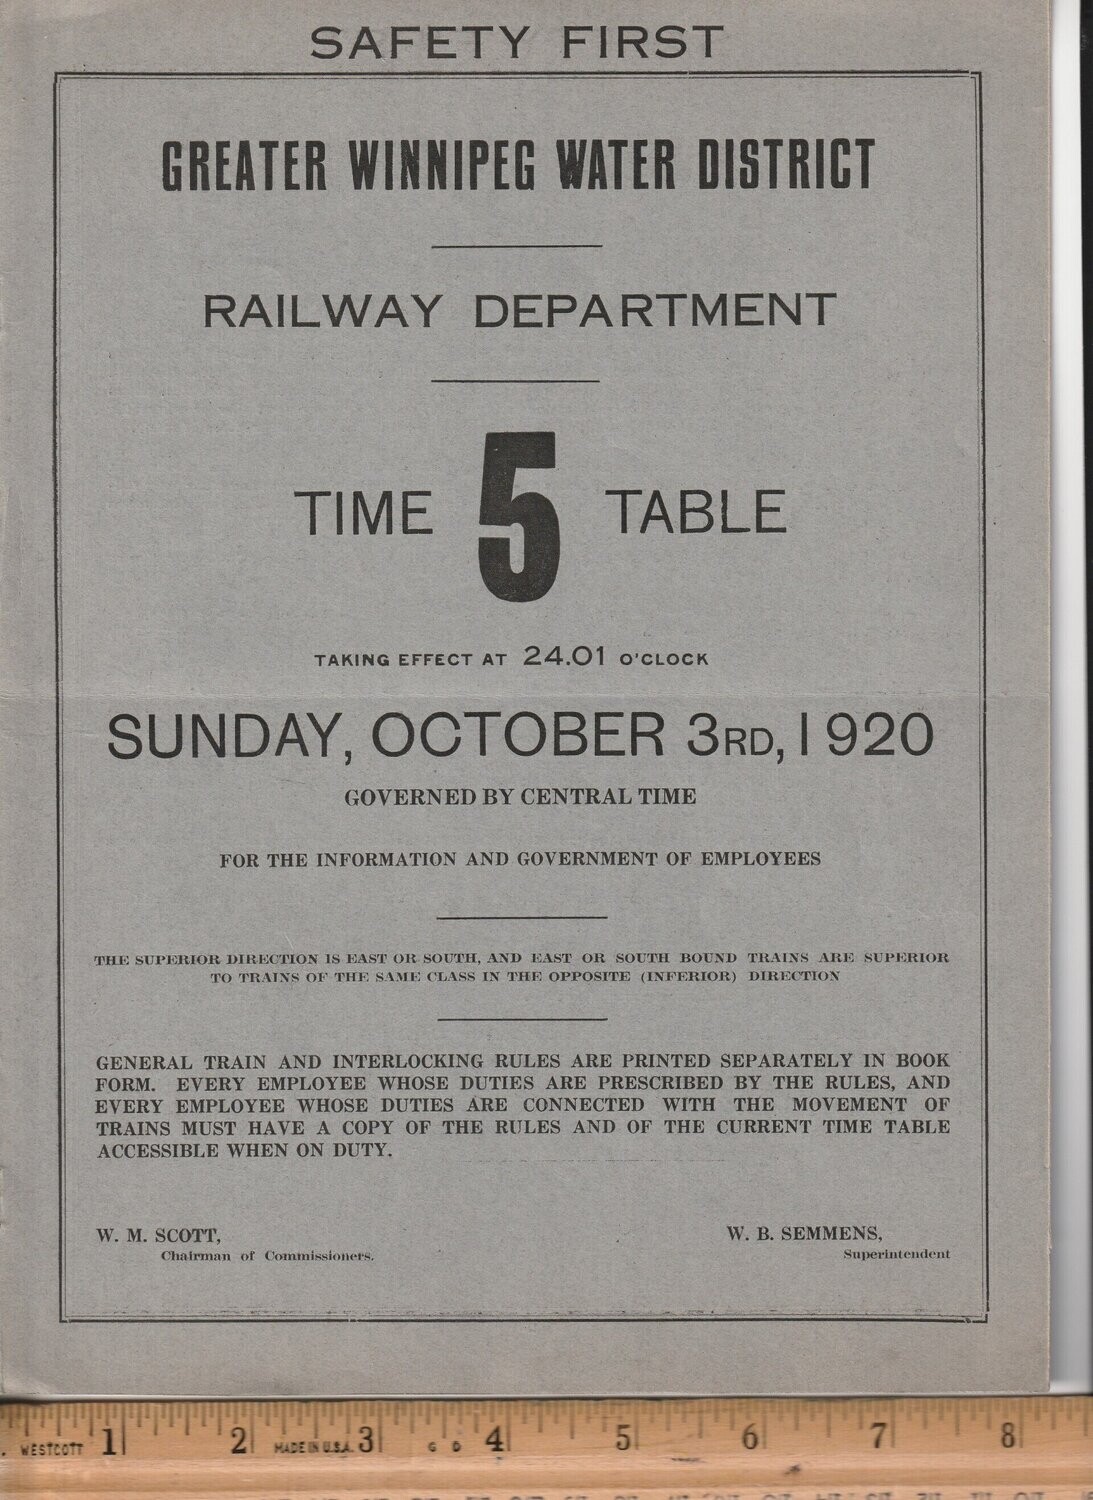 SAFETY FIRST
GREATER WINNIPEG WATER DISTRICT
RAILWAY DEPARTMENT
TIME 5 TABLE
TAKING EFFECT AT 24.01 O'CLOCK
SUNDAY, OCTOBER 3RD, 1920
GOVERNED BY CENTRAL TIME
FOR THE INFORMATION AND GOVERNMENT OF EMPLOYEES
THE SUPERIOR DIRECTION IS EAST OR SOUTH, AND EAST OR SOUTH BOUND TRAINS ARE SUPERIOR
TO TRAINS OF THE SAME CLASS IN THE OPPOSITE (INFERIOR) DIRECTION
GENERAL TRAIN AND INTERLOCKING RULES ARE PRINTED SEPARATELY IN BOOK
FORM. EVERY EMPLOYEE WHOSE DUTIES ARE PRESCRIBED BY THE RULES, AND
EVERY EMPLOYEE WHOSE DUTIES ARE CONNECTED WITH THE MOVEMENT OF
TRAINS MUST HAVE A COPY OF THE RULES AND OF THE CURRENT TIME TABLE
ACCESSIBLE WHEN ON DUTY.
W. M. SCOTT,
Chairman of Commissioners.
W. B. SEMMENS,
Superintendent
1 2 3 4 5 6 7 8
WESTCOTT MADE IN U.S.A. G D